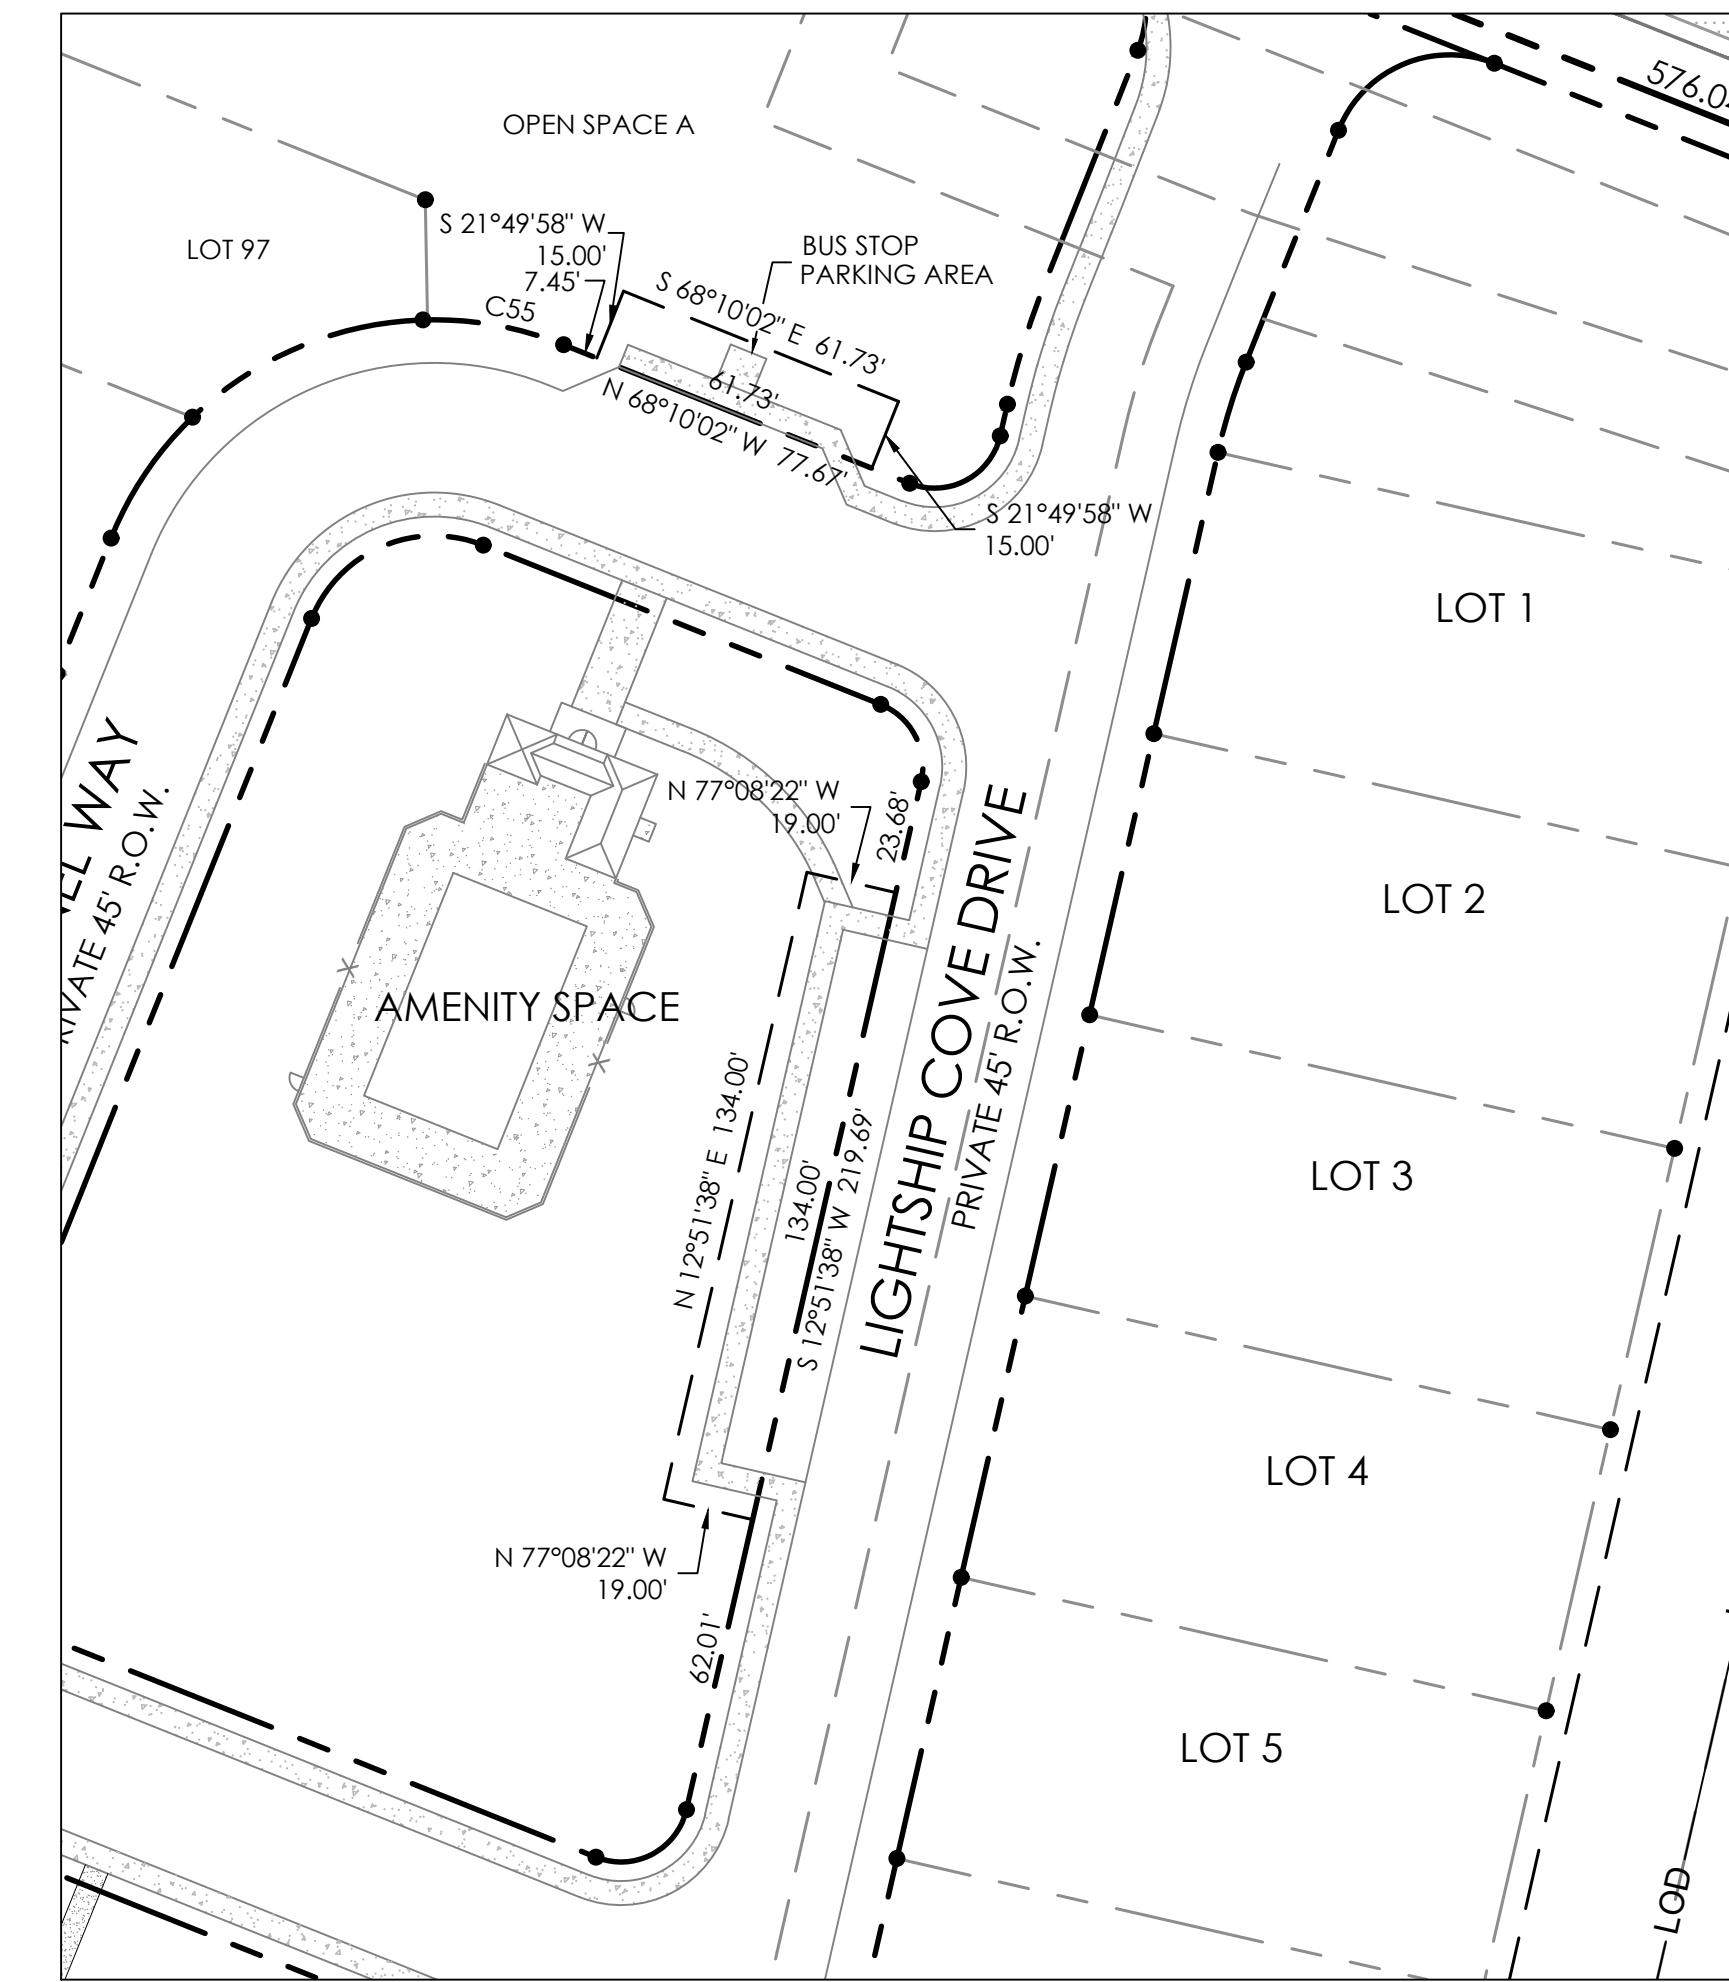 576.0
OPEN SPACE A
S 21°49'58" W
15.00'
7.45'
LOT 97
C55
BUS STOP
PARKING AREA
S 68°10'02" E 61.73'
61.73'
N 68°10'02" W 77.67'
S 21°49'58" W
15.00'
LOT 1
WAY
45' R.O.W.
N 77°08'22" W
19.00'
23.68'
LIGHTSHIP COVE DRIVE
PRIVATE 45' R.O.W.
LOT 2
AMENITY SPACE
N 12°51'38" E 134.00'
134.00'
S 12°51'38" W 219.69'
LOT 3
LOT 4
N 77°08'22" W
19.00'
62.01'
LOT 5
LOD